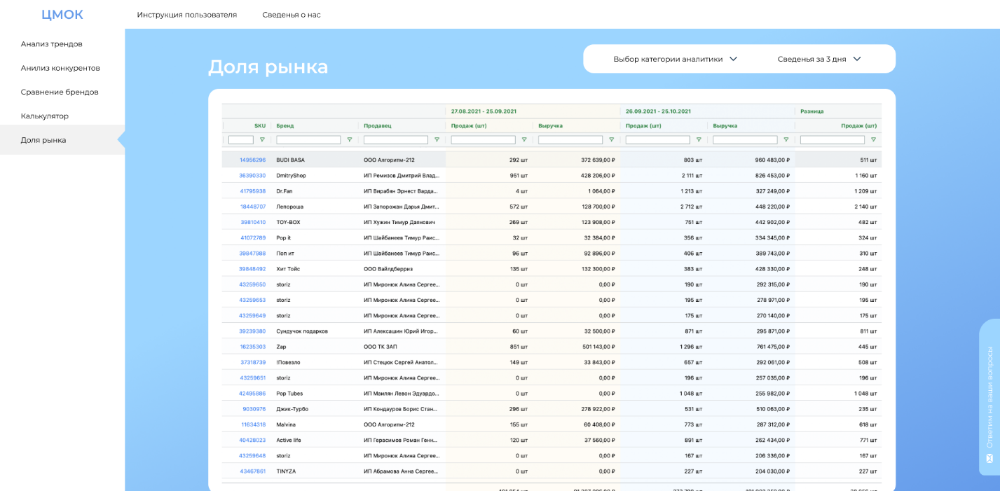 ЦМОК
Инструкция пользователя
Сведенья о нас
Анализ трендов
Анилиз конкурентов
Сравнение брендов
Калькулятор
Доля рынка
Доля рынка
Выбор категории аналитики
Сведенья за 3 дня
27.08.2021 - 25.09.2021 26.09.2021 - 25.10.2021 Разница
SKU Бренд Продавец Продаж (шт) Выручка Продаж (шт) Выручка Продаж (шт)
14956296 BUDI BASA ООО Алгоритм-212 292 шт 372 639,00 ₽ 803 шт 960 483,00 ₽ 511 шт
36390330 DmitryShop ИП Ремизов Дмитрий Влад... 951 шт 428 206,00 ₽ 2 111 шт 826 453,00 ₽ 1 160 шт
41795938 Dr.Fan ИП Вирабян Эрнест Варда... 4 шт 1 064,00 ₽ 1 213 шт 327 249,00 ₽ 1 209 шт
18448707 Лепороша ИП Запорожан Дарья Дмит... 572 шт 128 700,00 ₽ 2 712 шт 448 220,00 ₽ 2 140 шт
39810410 TOY-BOX ИП Хужин Тимур Даянович 269 шт 123 908,00 ₽ 751 шт 442 902,00 ₽ 482 шт
41072789 Pop it ИП Шайбанеев Тимур Раис... 32 шт 32 384,00 ₽ 356 шт 334 345,00 ₽ 324 шт
39847988 Поп ит ИП Шайбанеев Тимур Раис... 96 шт 92 896,00 ₽ 406 шт 389 743,00 ₽ 310 шт
39848492 Хит Тойс ООО Вайлдберриз 135 шт 132 300,00 ₽ 383 шт 428 330,00 ₽ 248 шт
43259650 storiz ИП Миронюк Алина Сергее... 0 шт 0,00 ₽ 190 шт 292 315,00 ₽ 190 шт
43259653 storiz ИП Миронюк Алина Сергее... 0 шт 0,00 ₽ 195 шт 278 971,00 ₽ 195 шт
43259649 storiz ИП Миронюк Алина Сергее... 0 шт 0,00 ₽ 175 шт 270 140,00 ₽ 175 шт
39239380 Сундучок подарков ИП Алексашин Юрий Игор... 60 шт 32 500,00 ₽ 871 шт 295 871,00 ₽ 811 шт
16235303 Zap ООО ТК ЗАП 851 шт 501 143,00 ₽ 1 296 шт 761 475,00 ₽ 445 шт
37318739 !Повезло ИП Стецюк Сергей Анатол... 149 шт 33 843,00 ₽ 657 шт 292 061,00 ₽ 508 шт
43259651 storiz ИП Миронюк Алина Сергее... 0 шт 0,00 ₽ 196 шт 257 035,00 ₽ 196 шт
42495886 Pop Tubes ИП Маилян Левон Эдуардо... 0 шт 0,00 ₽ 1 048 шт 255 982,00 ₽ 1 048 шт
9030976 Джик-Турбо ИП Кондауров Борис Стан... 296 шт 278 922,00 ₽ 531 шт 510 063,00 ₽ 235 шт
11634318 Malvina ООО Алгоритм-212 155 шт 60 408,00 ₽ 773 шт 287 312,00 ₽ 618 шт
40428023 Active life ИП Герасимов Роман Генн... 120 шт 37 560,00 ₽ 891 шт 262 434,00 ₽ 771 шт
43259648 storiz ИП Миронюк Алина Сергее... 0 шт 0,00 ₽ 167 шт 206 336,00 ₽ 167 шт
43467861 TINYZA ИП Абрамова Анна Сергее... 0 шт 0,00 ₽ 227 шт 204 030,00 ₽ 227 шт
Ответим на ваши вопросы